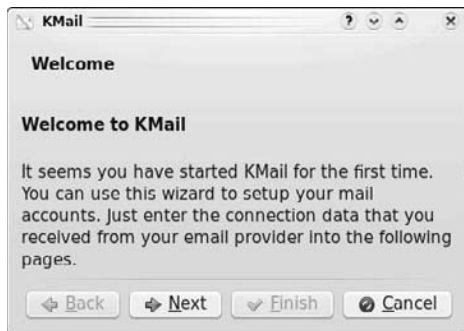 KMail
Welcome
Welcome to KMail
It seems you have started KMail for the first time.
You can use this wizard to setup your mail
accounts. Just enter the connection data that you
received from your email provider into the following
pages.
Back Next Finish Cancel